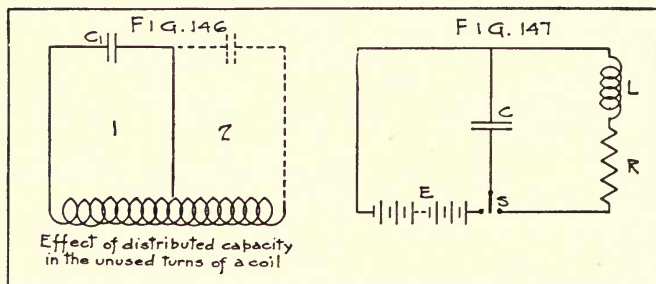 FIG. 146
C1
1
2
Effect of distributed capacity
in the unused turns of a coil
FIG. 147
C
L
R
E
S